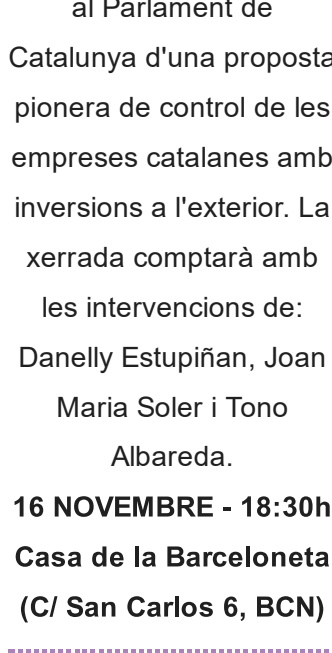 al Parlament de
Catalunya d'una proposta
pionera de control de les
empreses catalanes amb
inversions a l'exterior. La
xerrada comptarà amb
les intervencions de:
Danelly Estupiñan, Joan
Maria Soler i Tono
Albareda.
16 NOVEMBRE - 18:30h
Casa de la Barceloneta
(C/ San Carlos 6, BCN)